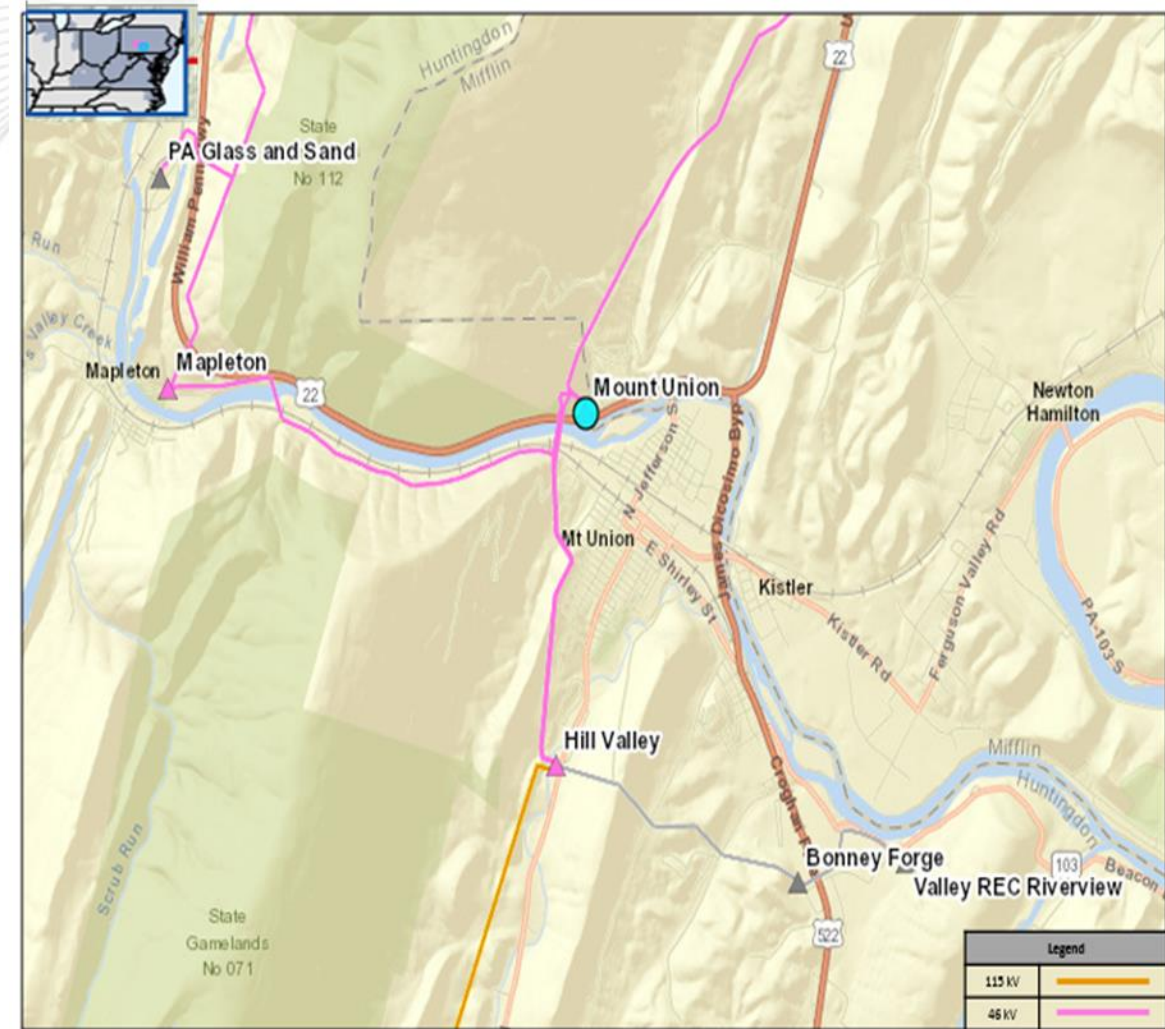 Huntingdon
Mifflin
22
State
No 112
PA Glass and Sand
William Penn
Run
Valley Creek
Mapleton
Mapleton
22
Mount Union
Newton
Hamilton
N Jefferson S
James Dicosimo Byp
Mt Union
E Shirley St
Kistler
Kistler Rd
Ferguson Valley Rd
PA-103 S
Hill Valley
Mifflin
Huntingdon
Croghan
Scrub Run
Bonney Forge
103
Beacon
Valley REC Riverview
State
Gamelands
No 071
522
Legend
115 kV
46 kV